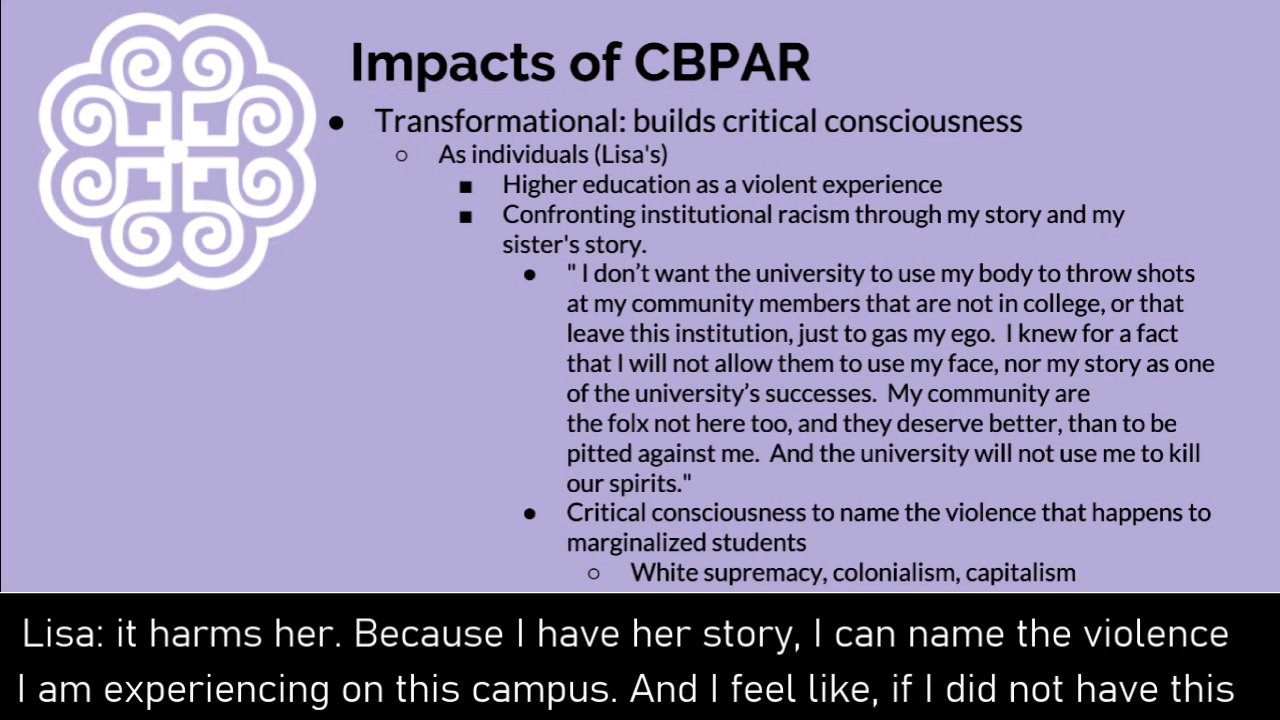 Impacts of CBPAR
● Transformational: builds critical consciousness
○ As individuals (Lisa's)
■ Higher education as a violent experience
■ Confronting institutional racism through my story and my
sister's story.
● " I don’t want the university to use my body to throw shots
at my community members that are not in college, or that
leave this institution, just to gas my ego.  I knew for a fact
that I will not allow them to use my face, nor my story as one
of the university’s successes.  My community are
the folx not here too, and they deserve better, than to be
pitted against me.  And the university will not use me to kill
our spirits."
● Critical consciousness to name the violence that happens to
marginalized students
○ White supremacy, colonialism, capitalism
Lisa: it harms her. Because I have her story, I can name the violence
I am experiencing on this campus. And I feel like, if I did not have this